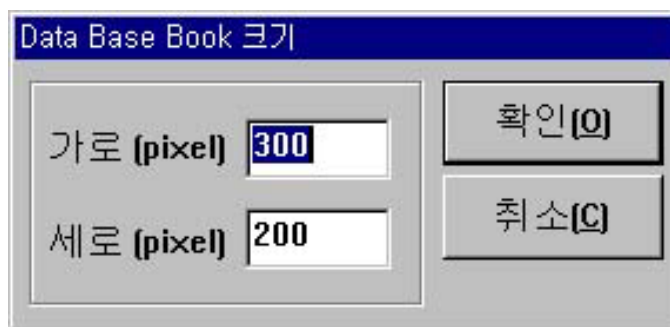 Data Base Book 크기
가로 (pixel) 300
세로 (pixel) 200
확인(O)
취소(C)